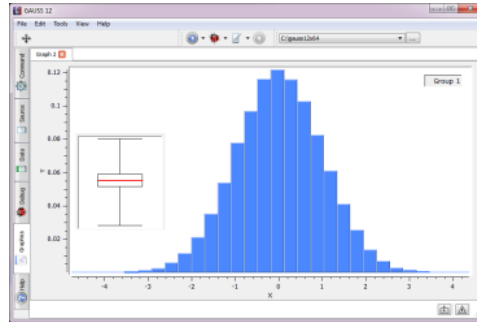 GAUSS 12
File Edit Tools View Help
C:\gauss12x64
Graph 2
Command
Source
Data
Debug
Graphics
Help
Group 1
0.12
0.1
0.08
0.06
0.04
0.02
Y
-4 -3 -2 -1 0 1 2 3 4
X